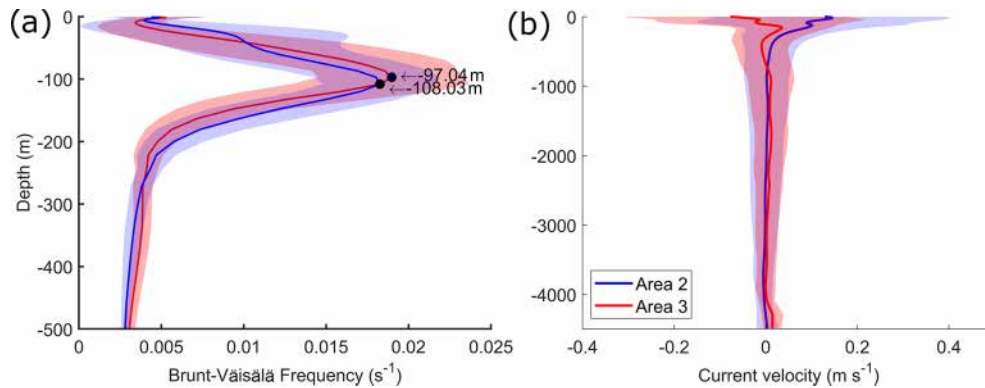 (a)
0
-100
-200
-300
-400
-500
Depth (m)
←-97.04 m
←-108.03 m
0
0.005
0.01
0.015
0.02
0.025
Brunt-Väisälä Frequency (s⁻¹)
(b)
0
-1000
-2000
-3000
-4000
Area 2
Area 3
-0.4
-0.2
0
0.2
0.4
Current velocity (m s⁻¹)